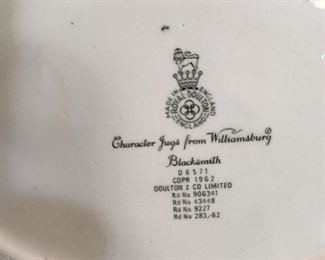 MADE IN ENGLAND
ROYAL DOULTON
ENGLAND
Character Jugs from Williamsburg®
Blacksmith
D 6571
COPR 1962
DOULTON & CO LIMITED
Rd No 906341
Rd No 43448
Rd No 9227
Rd No 283/62